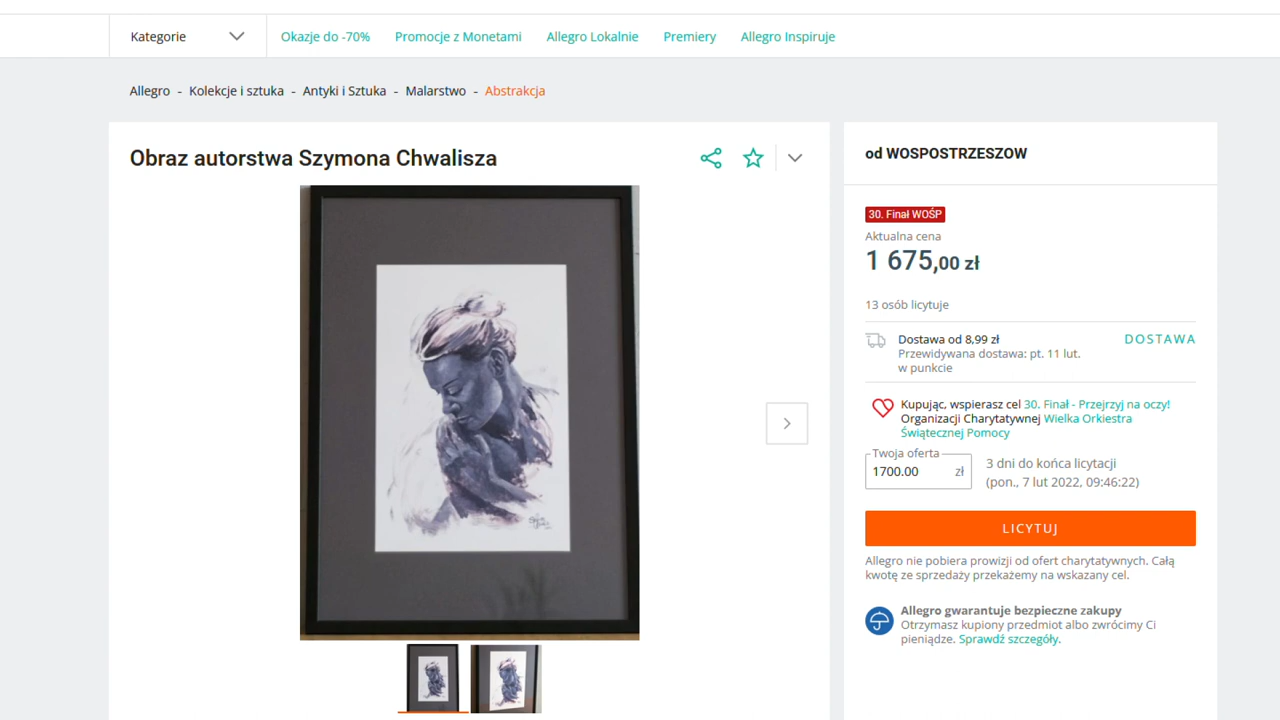 Kategorie
Okazje do -70% Promocje z Monetami Allegro Lokalnie Premiery Allegro Inspiruje
Allegro - Kolekcje i sztuka - Antyki i Sztuka - Malarstwo - Abstrakcja
Obraz autorstwa Szymona Chwalisza
od WOSPOSTRZESZOW
30. Finał WOŚP
Aktualna cena
1 675,00 zł
13 osób licytuje
Dostawa od 8,99 zł
DOSTAWA
Przewidywana dostawa: pt. 11 lut.
w punkcie
Kupując, wspierasz cel 30. Finał - Przejrzyj na oczy!
Organizacji Charytatywnej Wielka Orkiestra
Świątecznej Pomocy
Twoja oferta
1700.00 zł
3 dni do końca licytacji
(pon., 7 lut 2022, 09:46:22)
LICYTUJ
Allegro nie pobiera prowizji od ofert charytatywnych. Całą
kwotę ze sprzedaży przekażemy na wskazany cel.
Allegro gwarantuje bezpieczne zakupy
Otrzymasz kupiony przedmiot albo zwrócimy Ci
pieniądze. Sprawdź szczegóły.